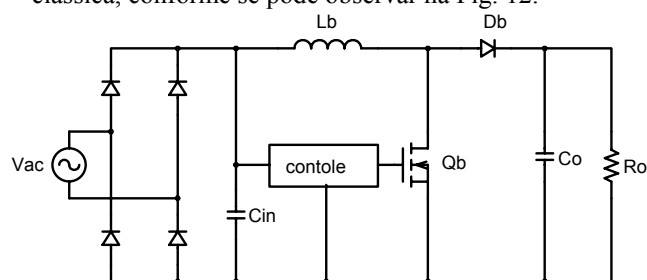 clássica, conforme se pode observar na Fig. 12.
Lb
Db
Vac
contole
Qb
Co
Ro
Cin